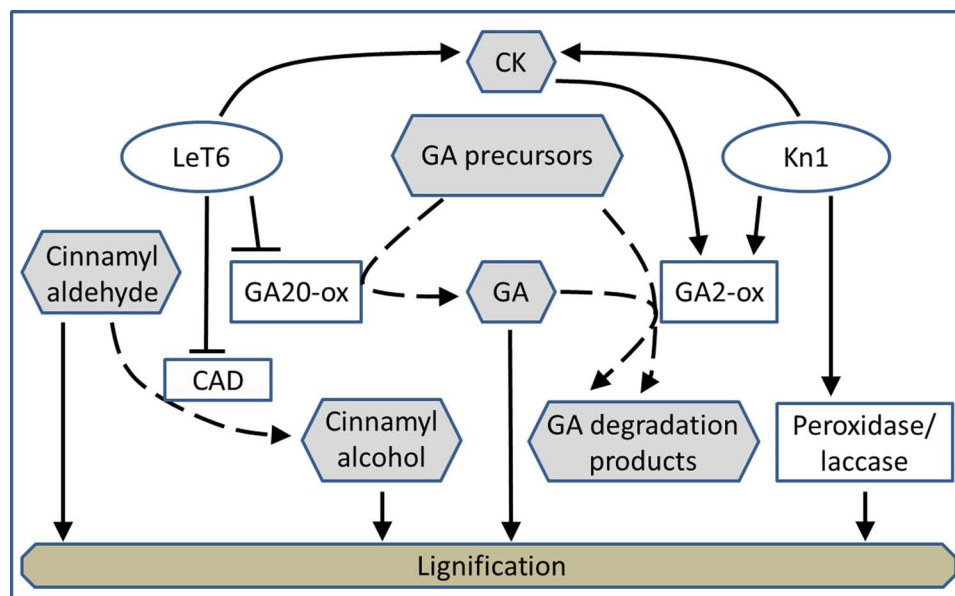 CK
LeT6
GA precursors
Kn1
Cinnamyl
aldehyde
GA20-ox
GA
GA2-ox
CAD
Cinnamyl
alcohol
GA degradation
products
Peroxidase/
laccase
Lignification